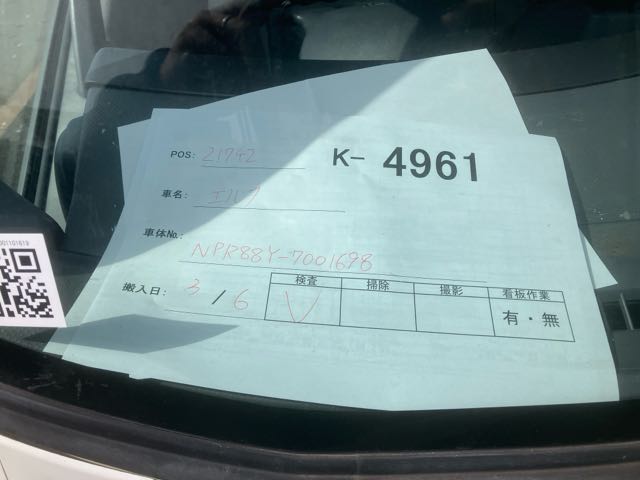 POS: 21742 K- 4961
車名: エルフ
車体No. NPR88Y-7001698
搬入日: 3 / 6
検査 掃除 撮影 看板作業
V 有・無